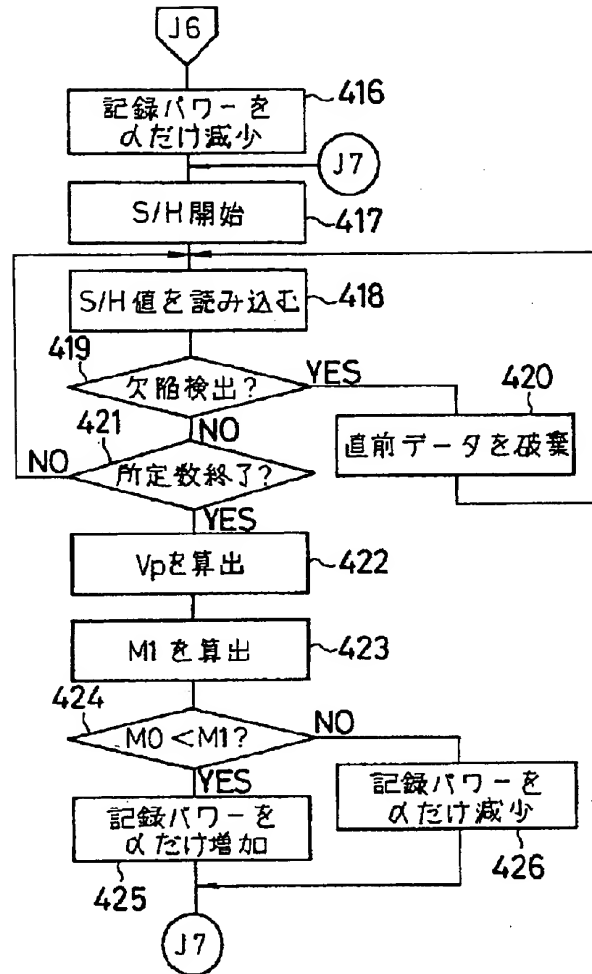 J6
記録パワーを
αだけ減少
416
J7
S/H開始
417
S/H値を読み込む
418
419
欠陥検出?
YES
420
直前データを破棄
NO
421
NO
所定数終了?
YES
Vpを算出
422
M1を算出
423
424
M0<M1?
NO
YES
記録パワーを
αだけ増加
425
記録パワーを
αだけ減少
426
J7